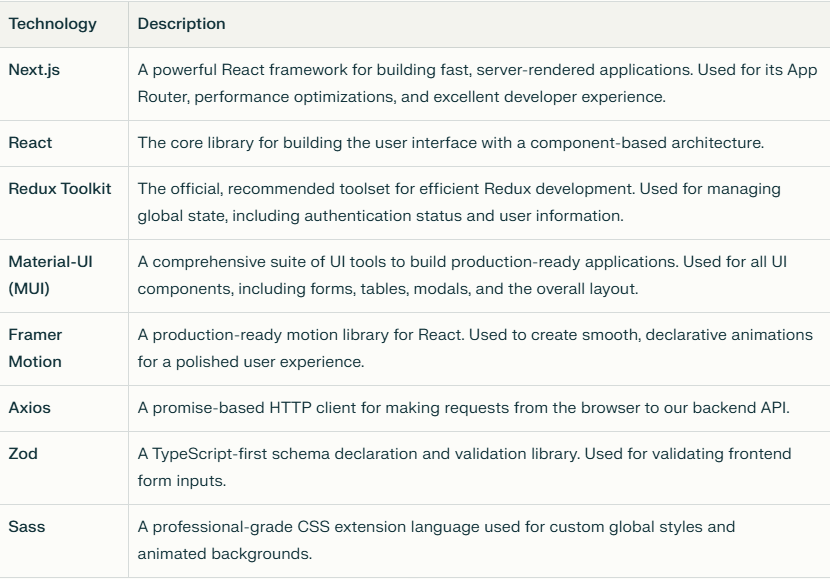 Technology Description
Next.js A powerful React framework for building fast, server-rendered applications. Used for its App
Router, performance optimizations, and excellent developer experience.
React The core library for building the user interface with a component-based architecture.
Redux Toolkit The official, recommended toolset for efficient Redux development. Used for managing
global state, including authentication status and user information.
Material-UI A comprehensive suite of UI tools to build production-ready applications. Used for all UI
(MUI) components, including forms, tables, modals, and the overall layout.
Framer A production-ready motion library for React. Used to create smooth, declarative animations
Motion for a polished user experience.
Axios A promise-based HTTP client for making requests from the browser to our backend API.
Zod A TypeScript-first schema declaration and validation library. Used for validating frontend
form inputs.
Sass A professional-grade CSS extension language used for custom global styles and
animated backgrounds.